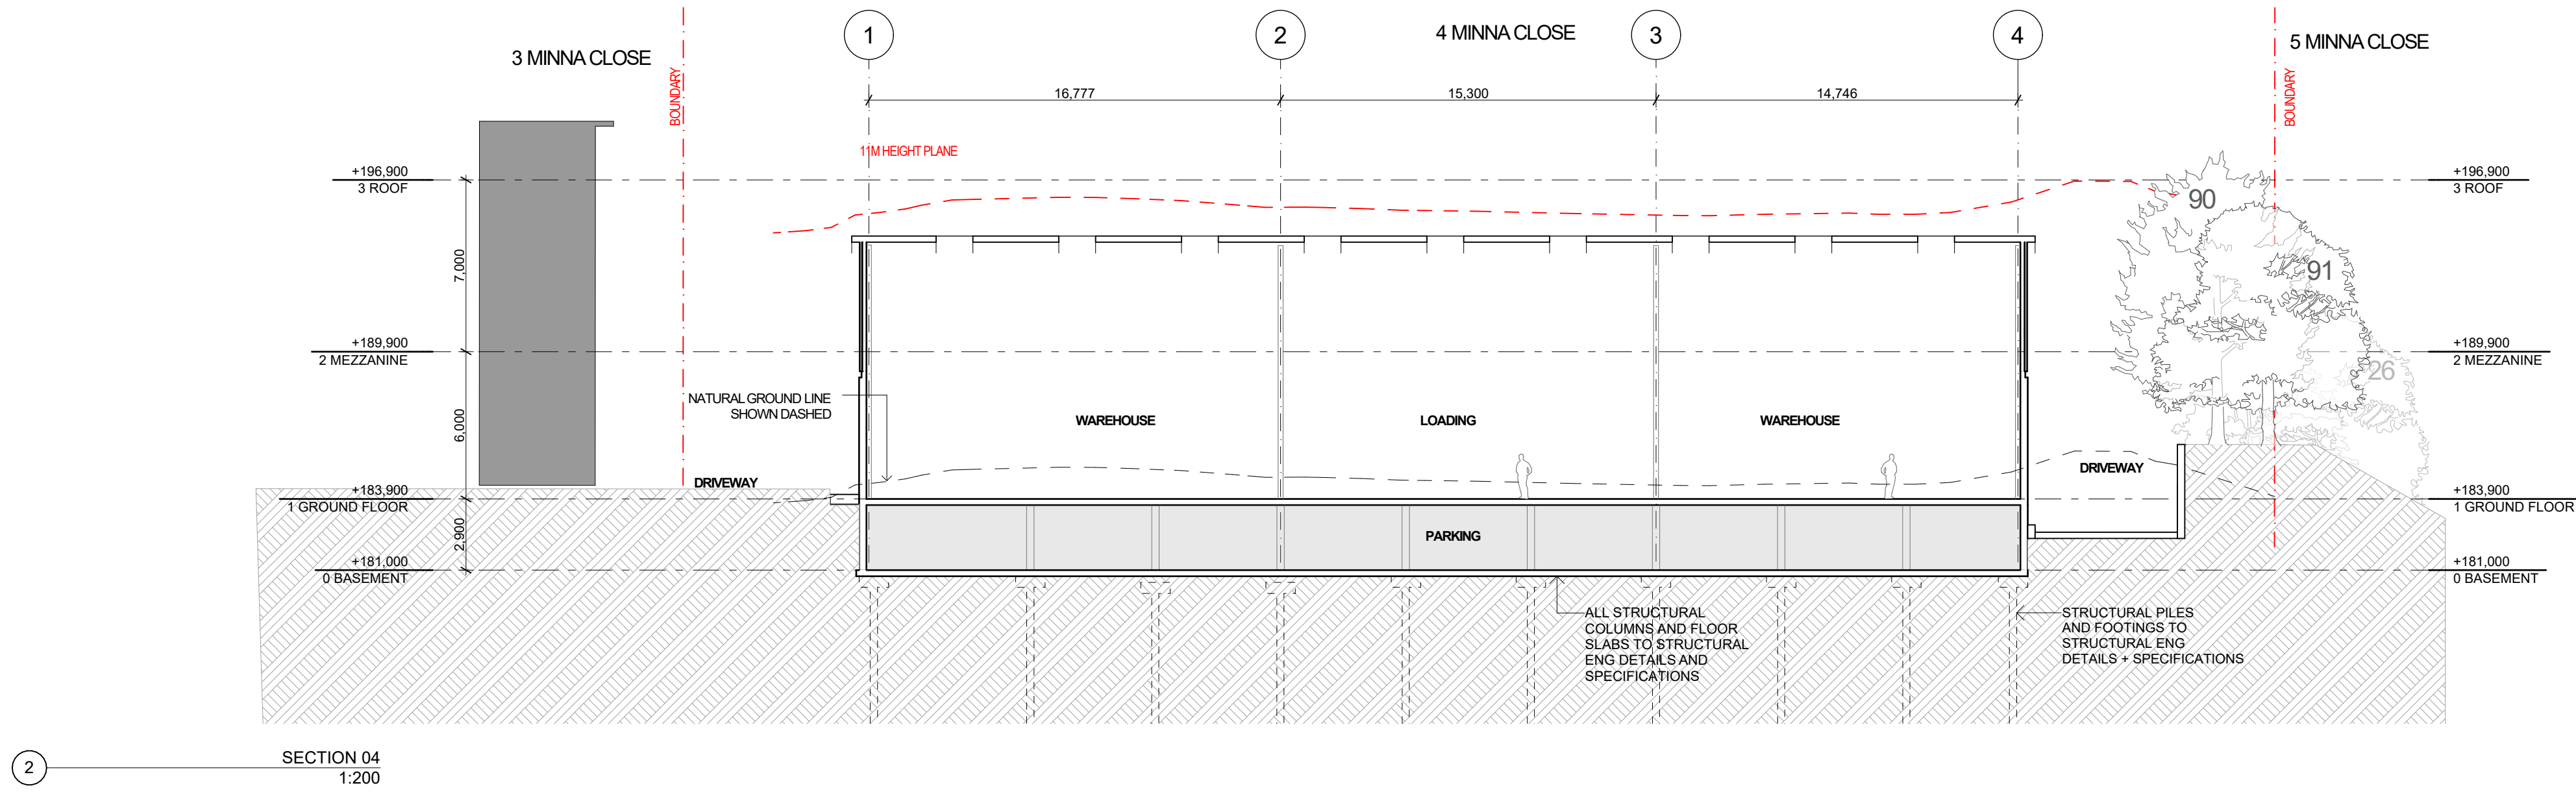 1
2
3
4
3 MINNA CLOSE
4 MINNA CLOSE
5 MINNA CLOSE
BOUNDARY
BOUNDARY
16,777
15,300
14,746
11M HEIGHT PLANE
+196,900
3 ROOF
+196,900
3 ROOF
90
91
7,000
+189,900
2 MEZZANINE
+189,900
2 MEZZANINE
26
NATURAL GROUND LINE
SHOWN DASHED
6,000
WAREHOUSE
LOADING
WAREHOUSE
DRIVEWAY
DRIVEWAY
+183,900
1 GROUND FLOOR
+183,900
1 GROUND FLOOR
2,900
PARKING
+181,000
0 BASEMENT
+181,000
0 BASEMENT
ALL STRUCTURAL
COLUMNS AND FLOOR
SLABS TO STRUCTURAL
ENG DETAILS AND
SPECIFICATIONS
STRUCTURAL PILES
AND FOOTINGS TO
STRUCTURAL ENG
DETAILS + SPECIFICATIONS
2
SECTION 04
1:200